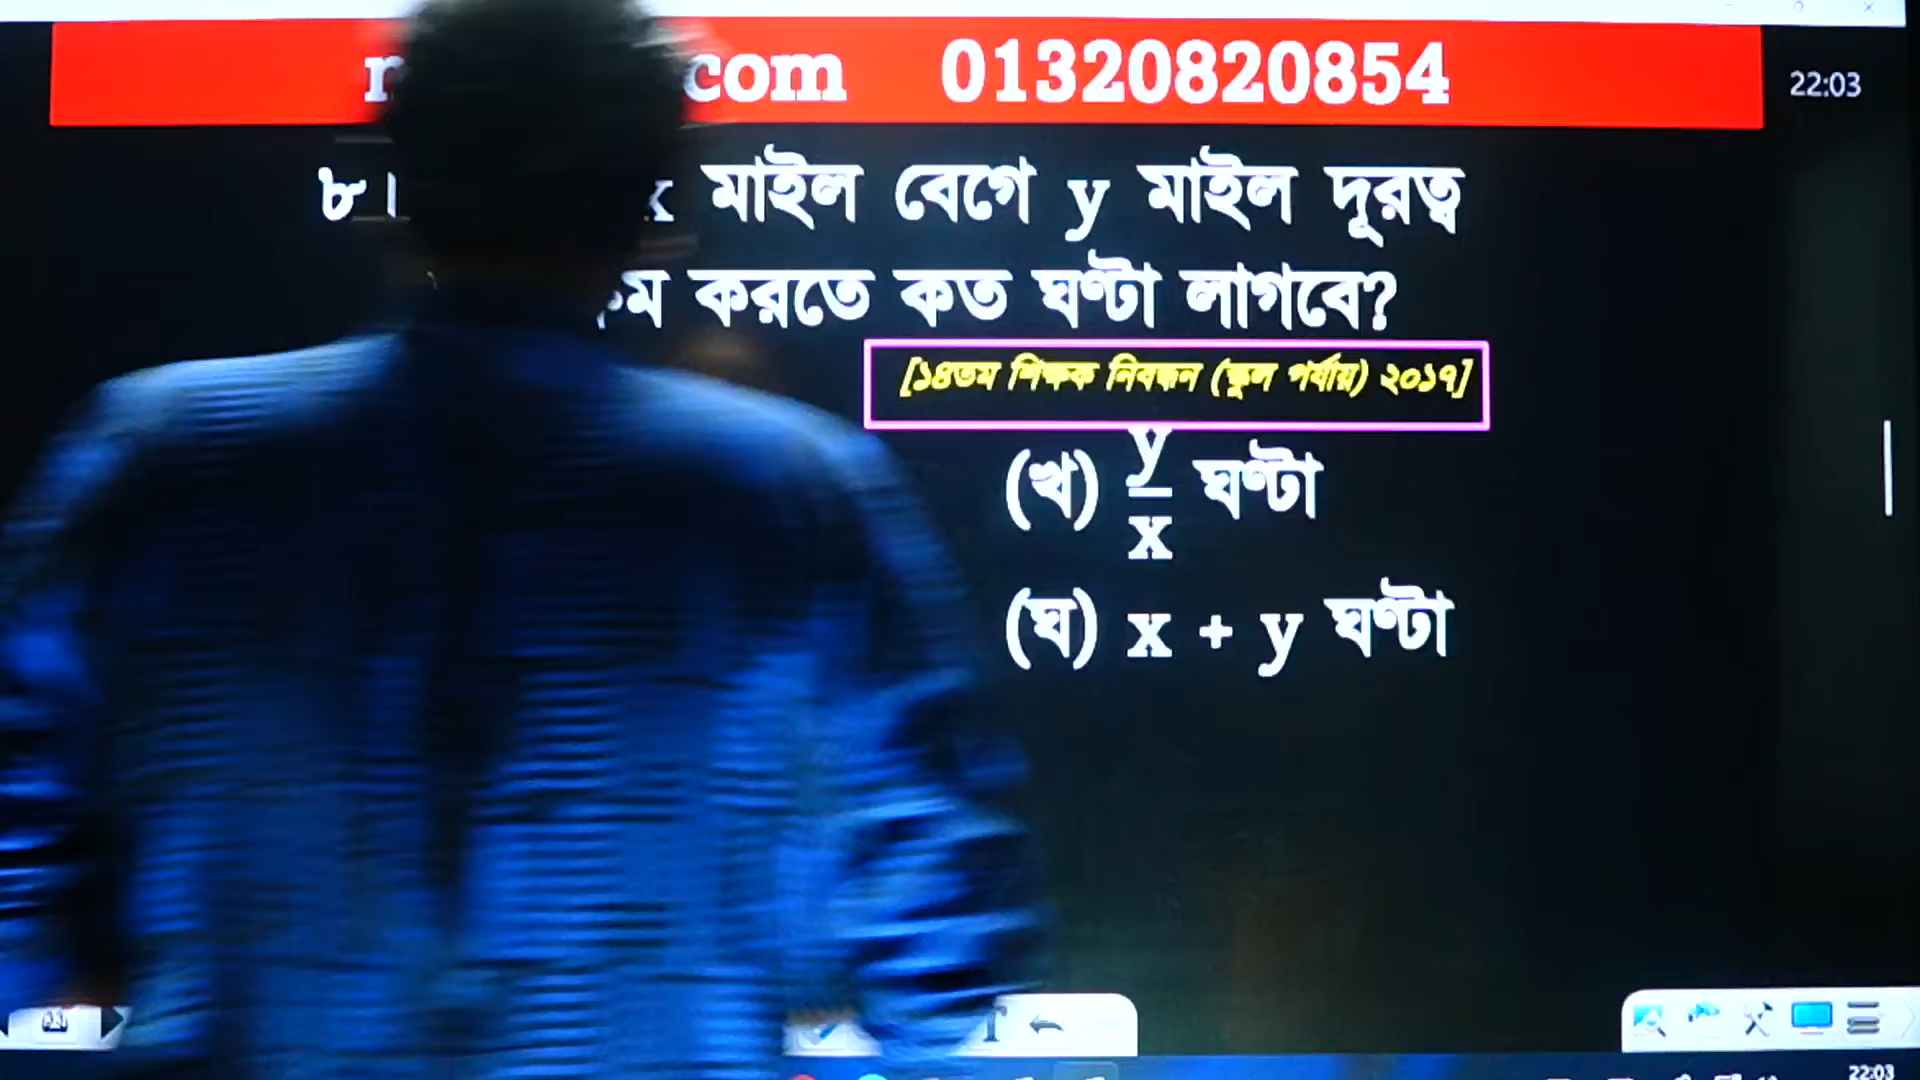 com 01320820854
22:03
৮। x মাইল বেগে y মাইল দূরত্ব
করতে কত ঘণ্টা লাগবে?
[১৪তম শিক্ষক নিবন্ধন (স্কুল পর্যায়) ২০১৭]
(খ) y/x ঘণ্টা
(ঘ) x + y ঘণ্টা
22:03